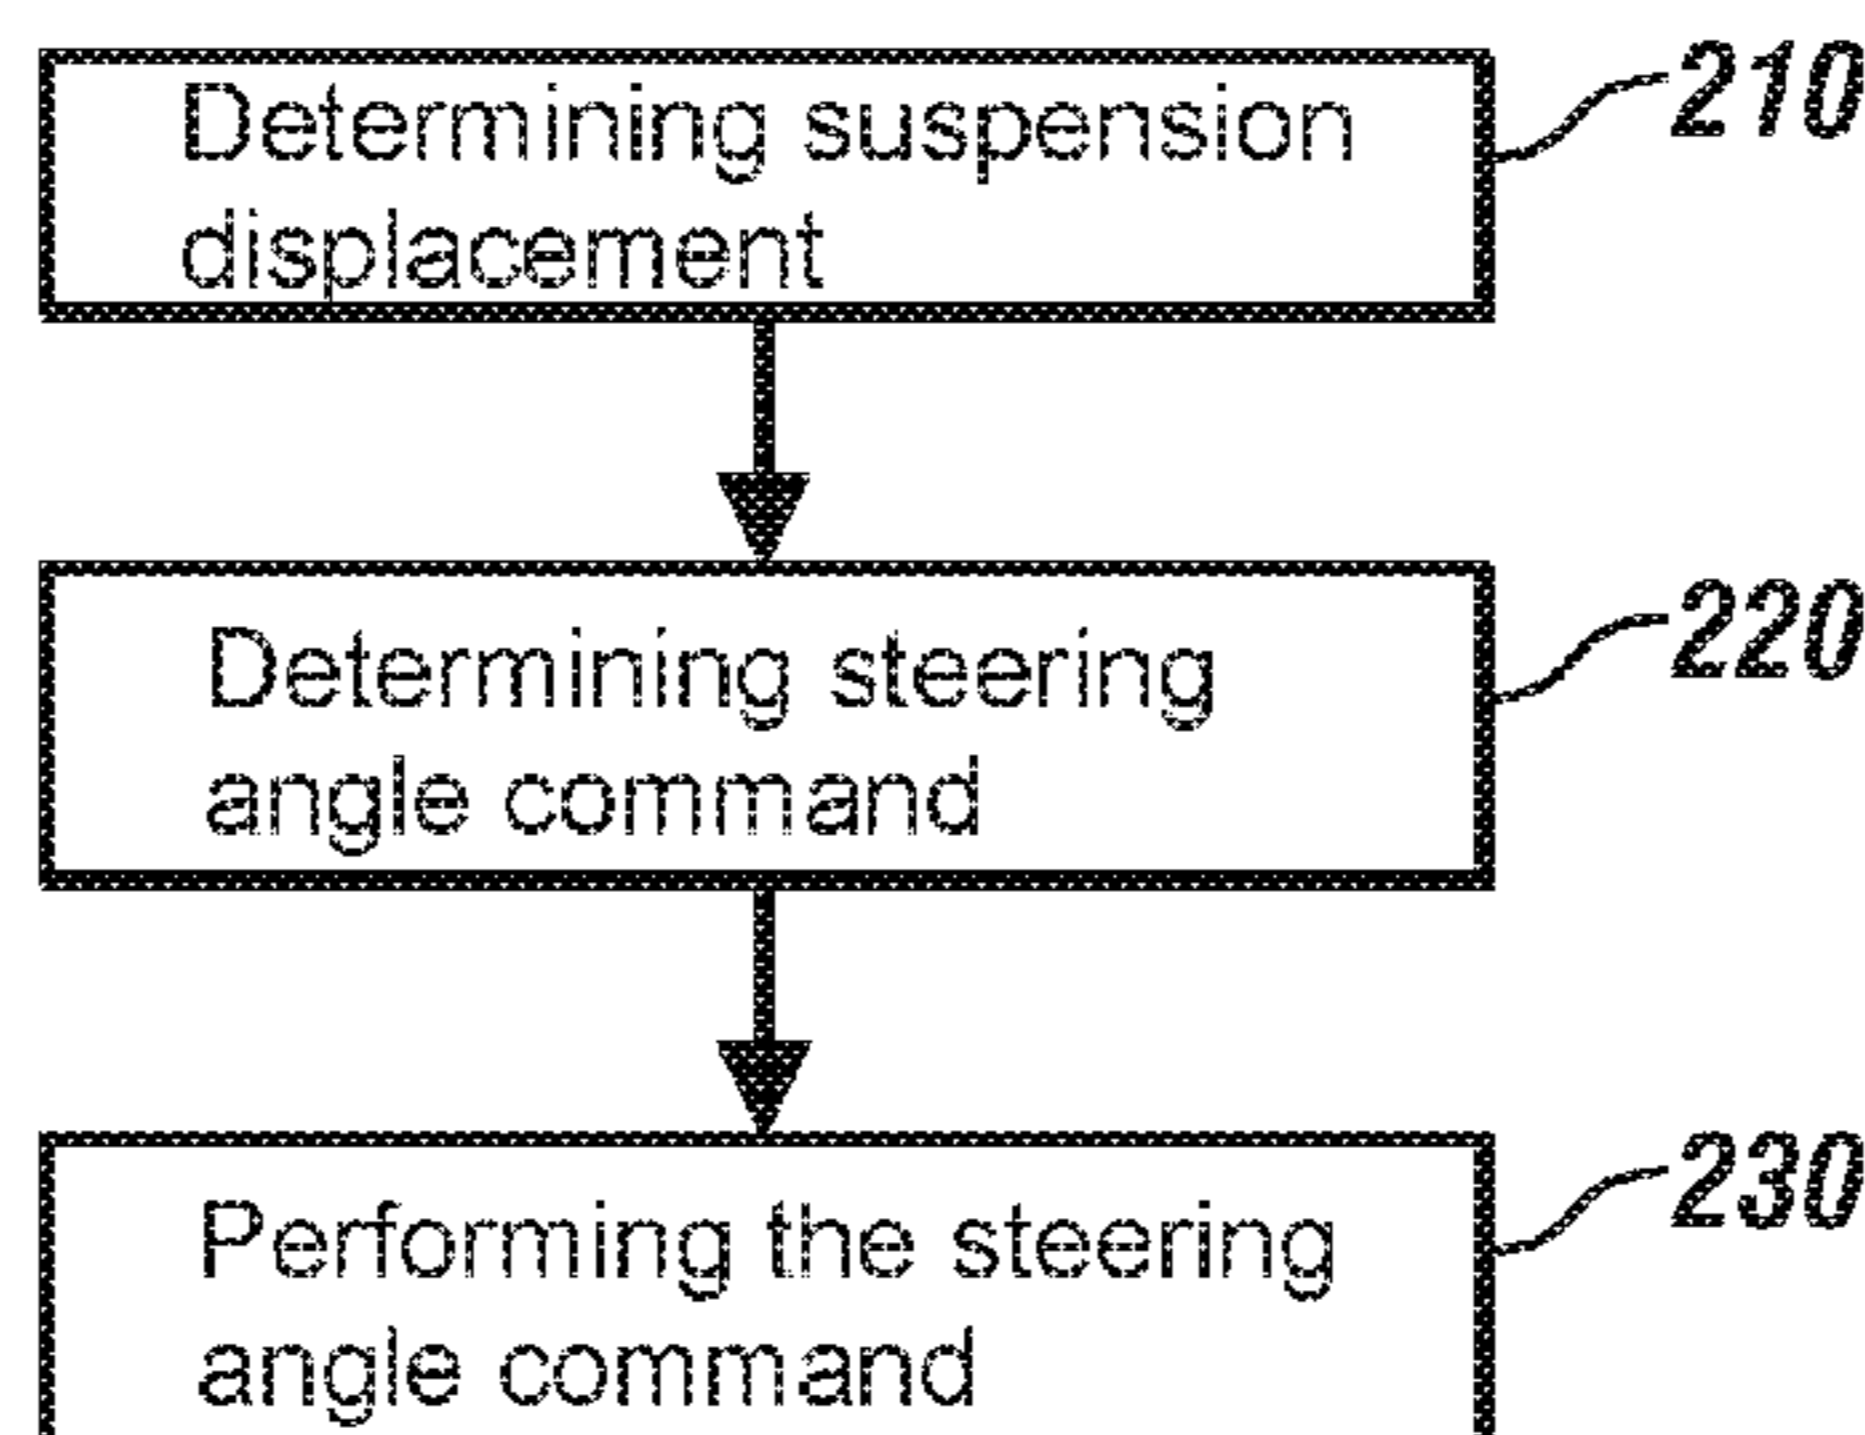 Determining suspension
displacement
210
Determining steering
angle command
220
Performing the steering
angle command
230